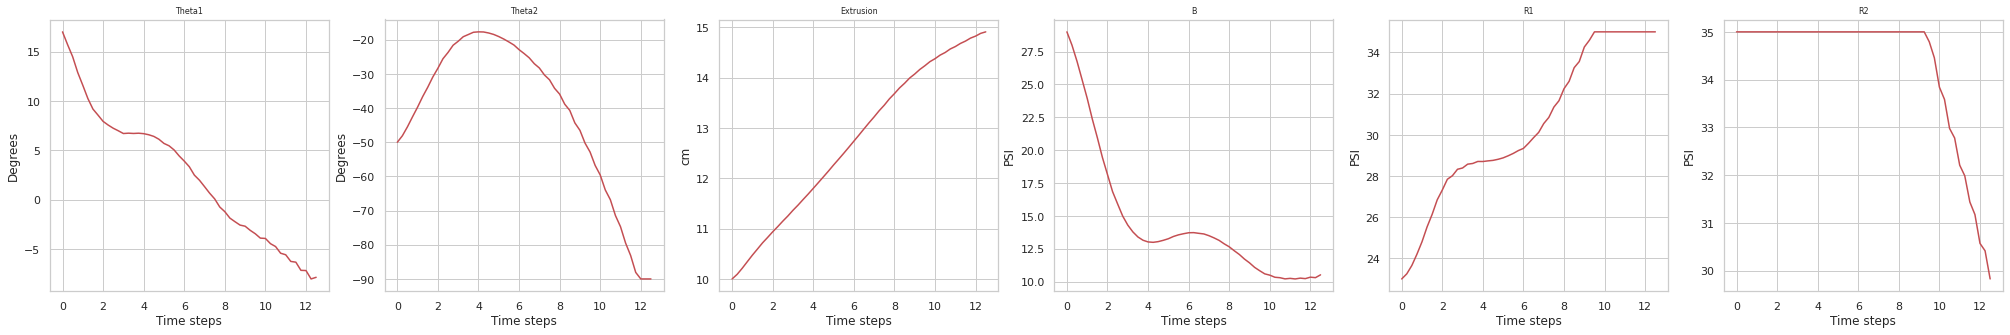 Theta1
Degrees
15
10
5
0
−5
0 2 4 6 8 10 12
Time steps
Theta2
Degrees
−20
−30
−40
−50
−60
−70
−80
−90
0 2 4 6 8 10 12
Time steps
Extrusion
cm
15
14
13
12
11
10
0 2 4 6 8 10 12
Time steps
B
PSI
27.5
25.0
22.5
20.0
17.5
15.0
12.5
10.0
0 2 4 6 8 10 12
Time steps
R1
PSI
34
32
30
28
26
24
0 2 4 6 8 10 12
Time steps
R2
PSI
35
34
33
32
31
30
0 2 4 6 8 10 12
Time steps